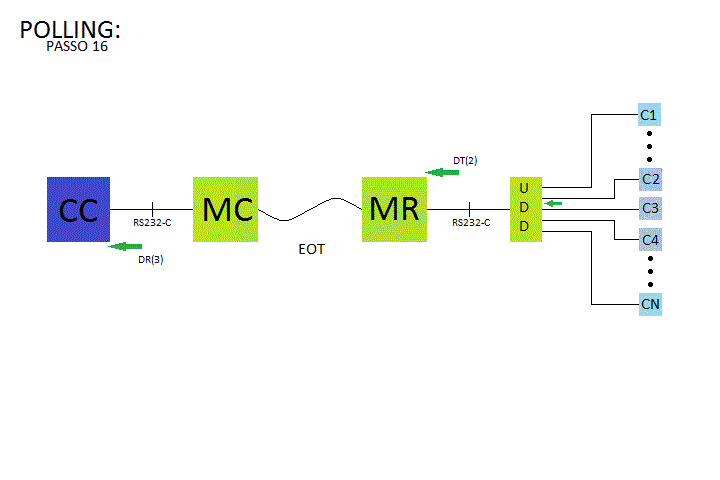 POLLING:
PASSO 16
C1
DT(2)
CC
MC
MR
U
D
D
C2
C3
C4
RS232-C
RS232-C
EOT
DR(3)
CN